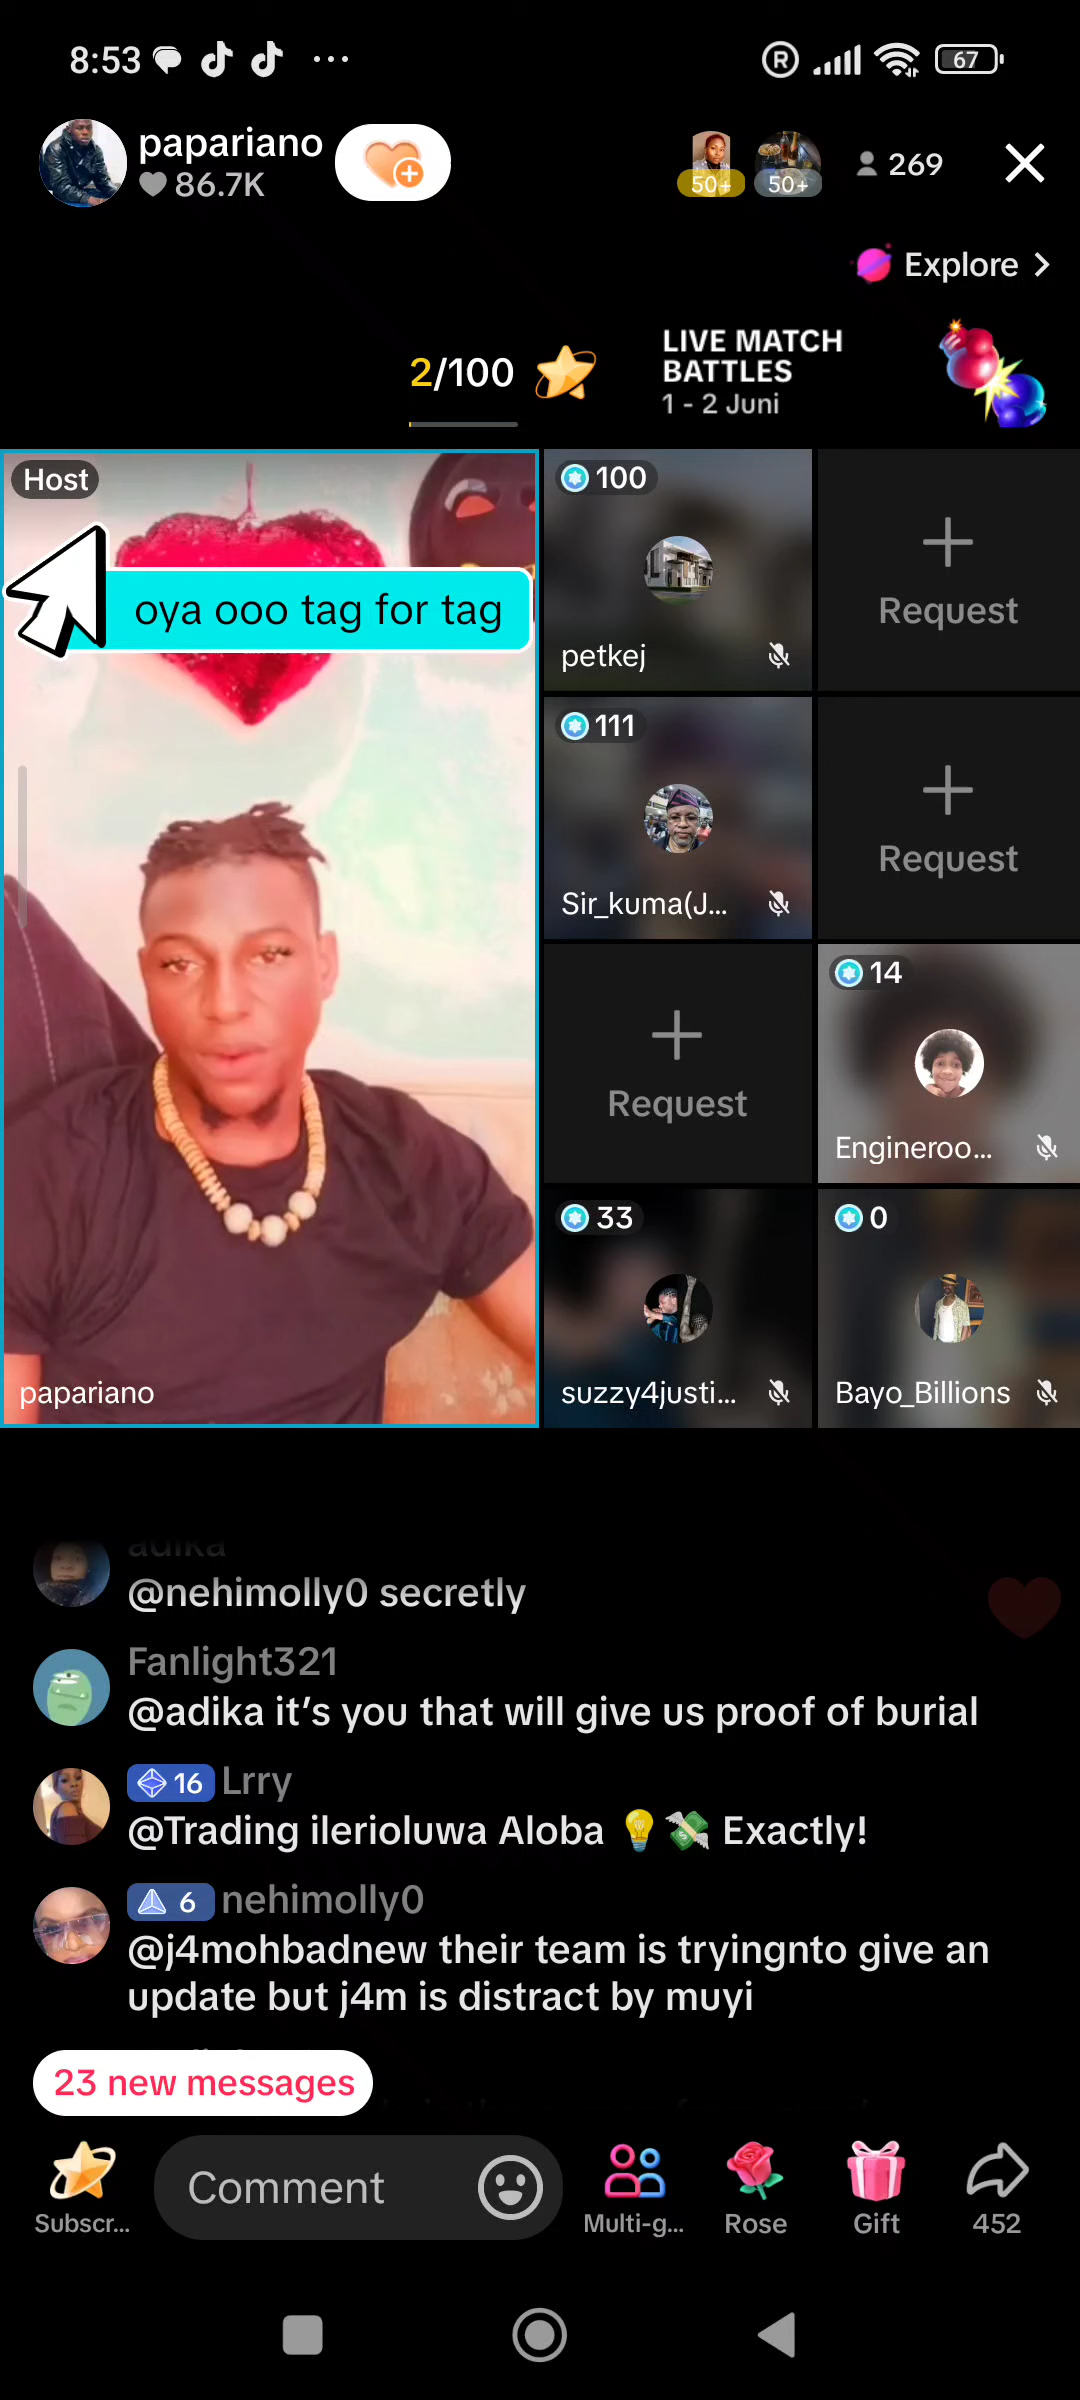 8:53
R
67
papariano
86.7K
50+
50+
269
Explore
2/100
LIVE MATCH
BATTLES
1 - 2 Juni
Host
oya ooo tag for tag
papariano
100
petkej
Request
111
Sir_kuma(J...
Request
Request
14
Engineroo...
33
suzzy4justi...
0
Bayo_Billions
adika
@nehimolly0 secretly
Fanlight321
@adika it's you that will give us proof of burial
16 Lrry
@Trading ilerioluwa Aloba 💡💸 Exactly!
6 nehimolly0
@j4mohbadnew their team is tryingnto give an
update but j4m is distract by muyi
23 new messages
Comment
Subscr...
Multi-g...
Rose
Gift
452